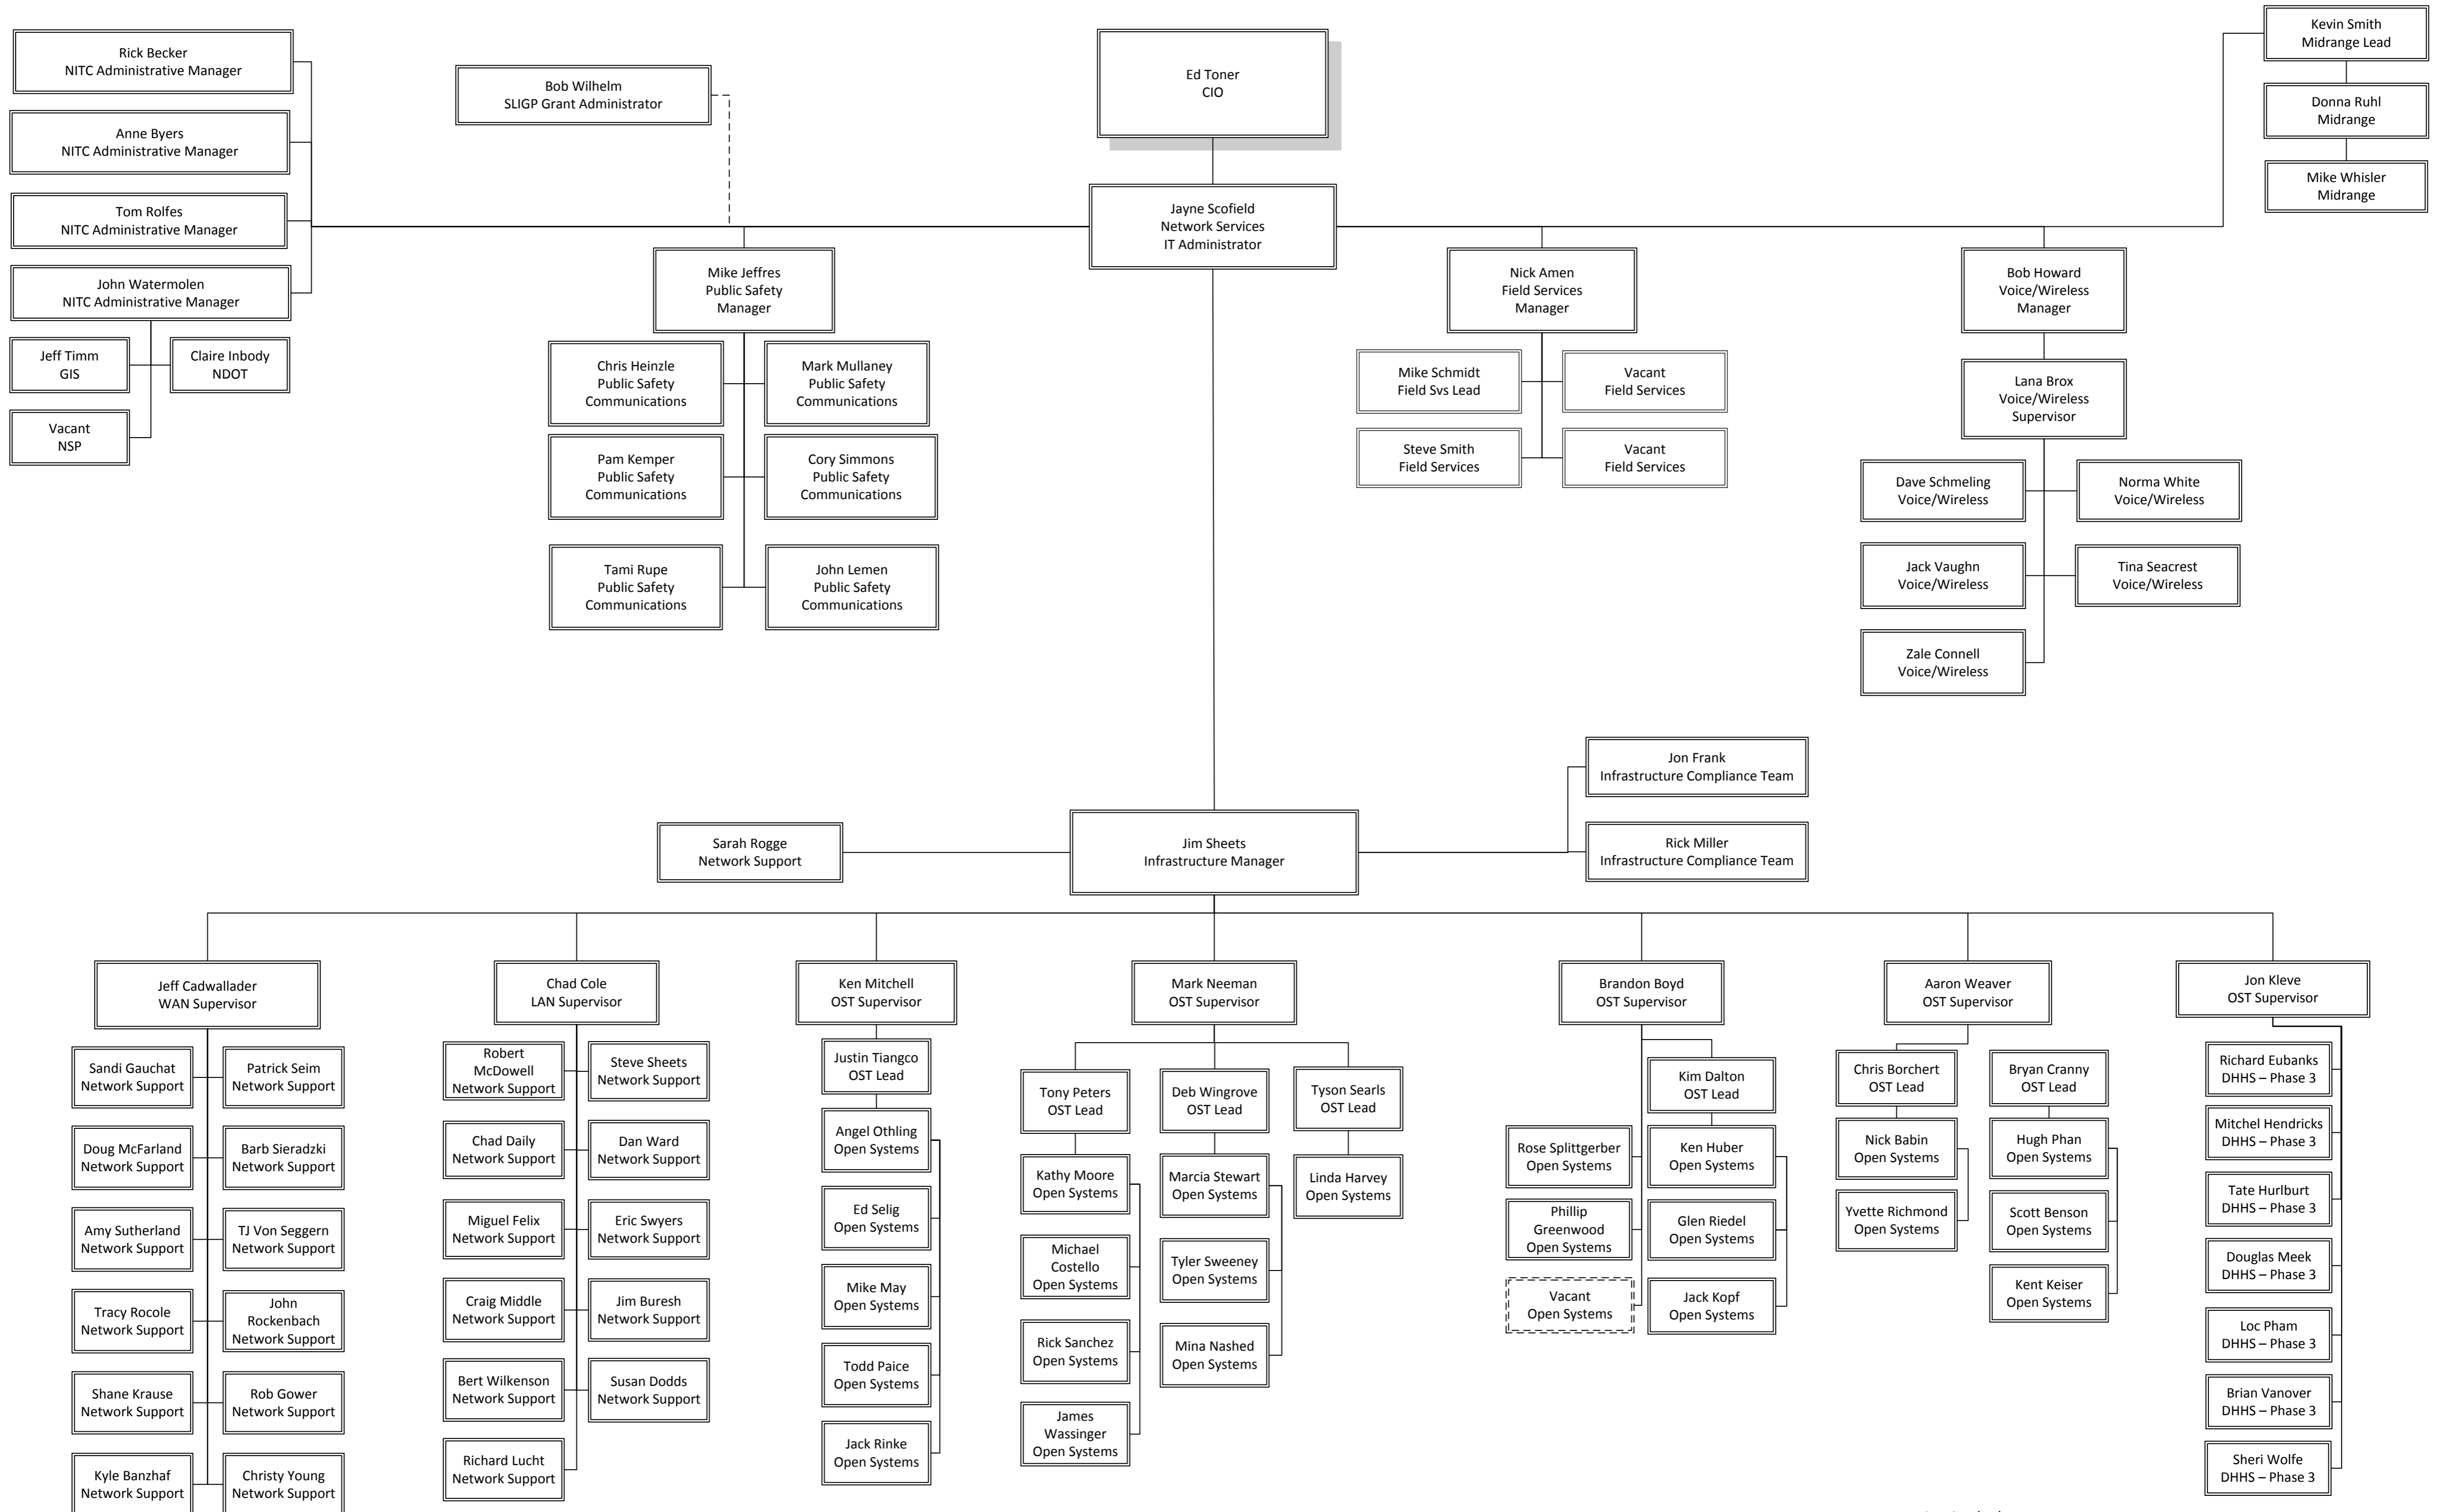 Rick Becker
NITC Administrative Manager
Anne Byers
NITC Administrative Manager
Tom Rolfes
NITC Administrative Manager
John Watermolen
NITC Administrative Manager
Jeff Timm
GIS
Claire Inbody
NDOT
Vacant
NSP
Bob Wilhelm
SLIGP Grant Administrator
Ed Toner
CIO
Jayne Scofield
Network Services
IT Administrator
Kevin Smith
Midrange Lead
Donna Ruhl
Midrange
Mike Whisler
Midrange
Mike Jeffres
Public Safety
Manager
Chris Heinzle
Public Safety
Communications
Mark Mullaney
Public Safety
Communications
Pam Kemper
Public Safety
Communications
Cory Simmons
Public Safety
Communications
Tami Rupe
Public Safety
Communications
John Lemen
Public Safety
Communications
Nick Amen
Field Services
Manager
Mike Schmidt
Field Svs Lead
Vacant
Field Services
Steve Smith
Field Services
Vacant
Field Services
Bob Howard
Voice/Wireless
Manager
Lana Brox
Voice/Wireless
Supervisor
Dave Schmeling
Voice/Wireless
Norma White
Voice/Wireless
Jack Vaughn
Voice/Wireless
Tina Seacrest
Voice/Wireless
Zale Connell
Voice/Wireless
Jon Frank
Infrastructure Compliance Team
Sarah Rogge
Network Support
Jim Sheets
Infrastructure Manager
Rick Miller
Infrastructure Compliance Team
Jeff Cadwallader
WAN Supervisor
Sandi Gauchat
Network Support
Patrick Seim
Network Support
Doug McFarland
Network Support
Barb Sieradzki
Network Support
Amy Sutherland
Network Support
TJ Von Seggern
Network Support
Tracy Rocole
Network Support
John
Rockenbach
Network Support
Shane Krause
Network Support
Rob Gower
Network Support
Kyle Banzhaf
Network Support
Christy Young
Network Support
Chad Cole
LAN Supervisor
Robert
McDowell
Network Support
Steve Sheets
Network Support
Chad Daily
Network Support
Dan Ward
Network Support
Miguel Felix
Network Support
Eric Swyers
Network Support
Craig Middle
Network Support
Jim Buresh
Network Support
Bert Wilkenson
Network Support
Susan Dodds
Network Support
Richard Lucht
Network Support
Ken Mitchell
OST Supervisor
Justin Tiangco
OST Lead
Angel Othling
Open Systems
Ed Selig
Open Systems
Mike May
Open Systems
Todd Paice
Open Systems
Jack Rinke
Open Systems
Mark Neeman
OST Supervisor
Tony Peters
OST Lead
Kathy Moore
Open Systems
Michael
Costello
Open Systems
Rick Sanchez
Open Systems
James
Wassinger
Open Systems
Deb Wingrove
OST Lead
Marcia Stewart
Open Systems
Tyler Sweeney
Open Systems
Mina Nashed
Open Systems
Tyson Searls
OST Lead
Linda Harvey
Open Systems
Brandon Boyd
OST Supervisor
Rose Splittgerber
Open Systems
Phillip
Greenwood
Open Systems
Vacant
Open Systems
Kim Dalton
OST Lead
Ken Huber
Open Systems
Glen Riedel
Open Systems
Jack Kopf
Open Systems
Aaron Weaver
OST Supervisor
Chris Borchert
OST Lead
Nick Babin
Open Systems
Yvette Richmond
Open Systems
Bryan Cranny
OST Lead
Hugh Phan
Open Systems
Scott Benson
Open Systems
Kent Keiser
Open Systems
Jon Kleve
OST Supervisor
Richard Eubanks
DHHS – Phase 3
Mitchel Hendricks
DHHS – Phase 3
Tate Hurlburt
DHHS – Phase 3
Douglas Meek
DHHS – Phase 3
Loc Pham
DHHS – Phase 3
Brian Vanover
DHHS – Phase 3
Sheri Wolfe
DHHS – Phase 3